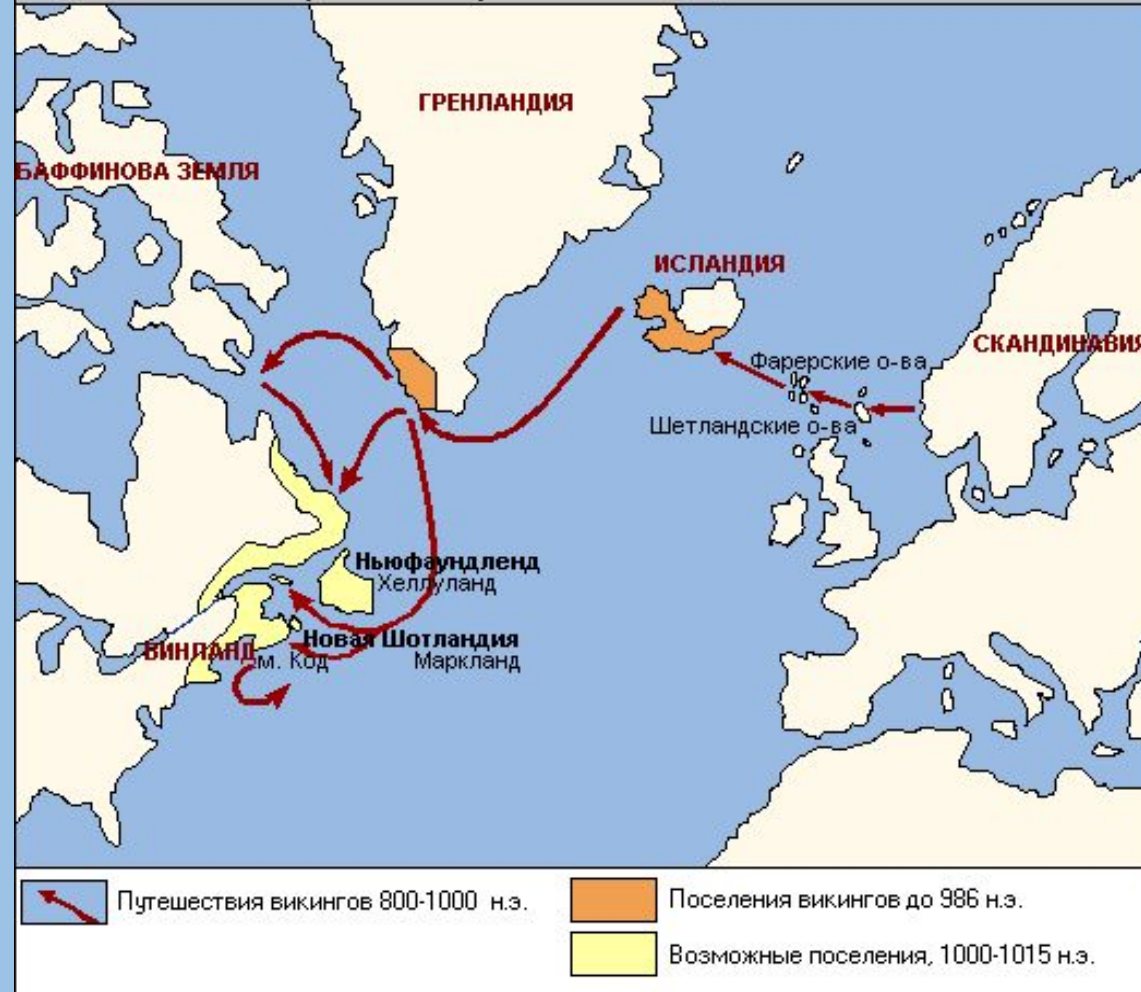 ГРЕНЛАНДИЯ
БАФФИНОВА ЗЕМЛЯ
ИСЛАНДИЯ
СКАНДИНАВИЯ
Фарерские о-ва
Шетландские о-ва
Ньюфаундленд
Хеллуланд
Новая Шотландия
ВИНЛАНД
м. Код
Маркланд
Путешествия викингов 800-1000 н.э.
Поселения викингов до 986 н.э.
Возможные поселения, 1000-1015 н.э.